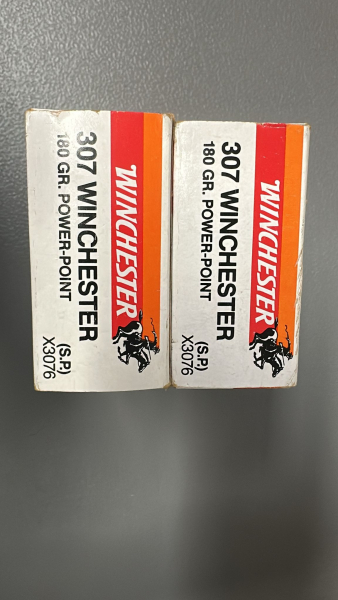 WINCHESTER
307 WINCHESTER
180 GR. POWER-POINT
(S.P.)
X3076
WINCHESTER
307 WINCHESTER
180 GR. POWER-POINT
(S.P.)
X3076